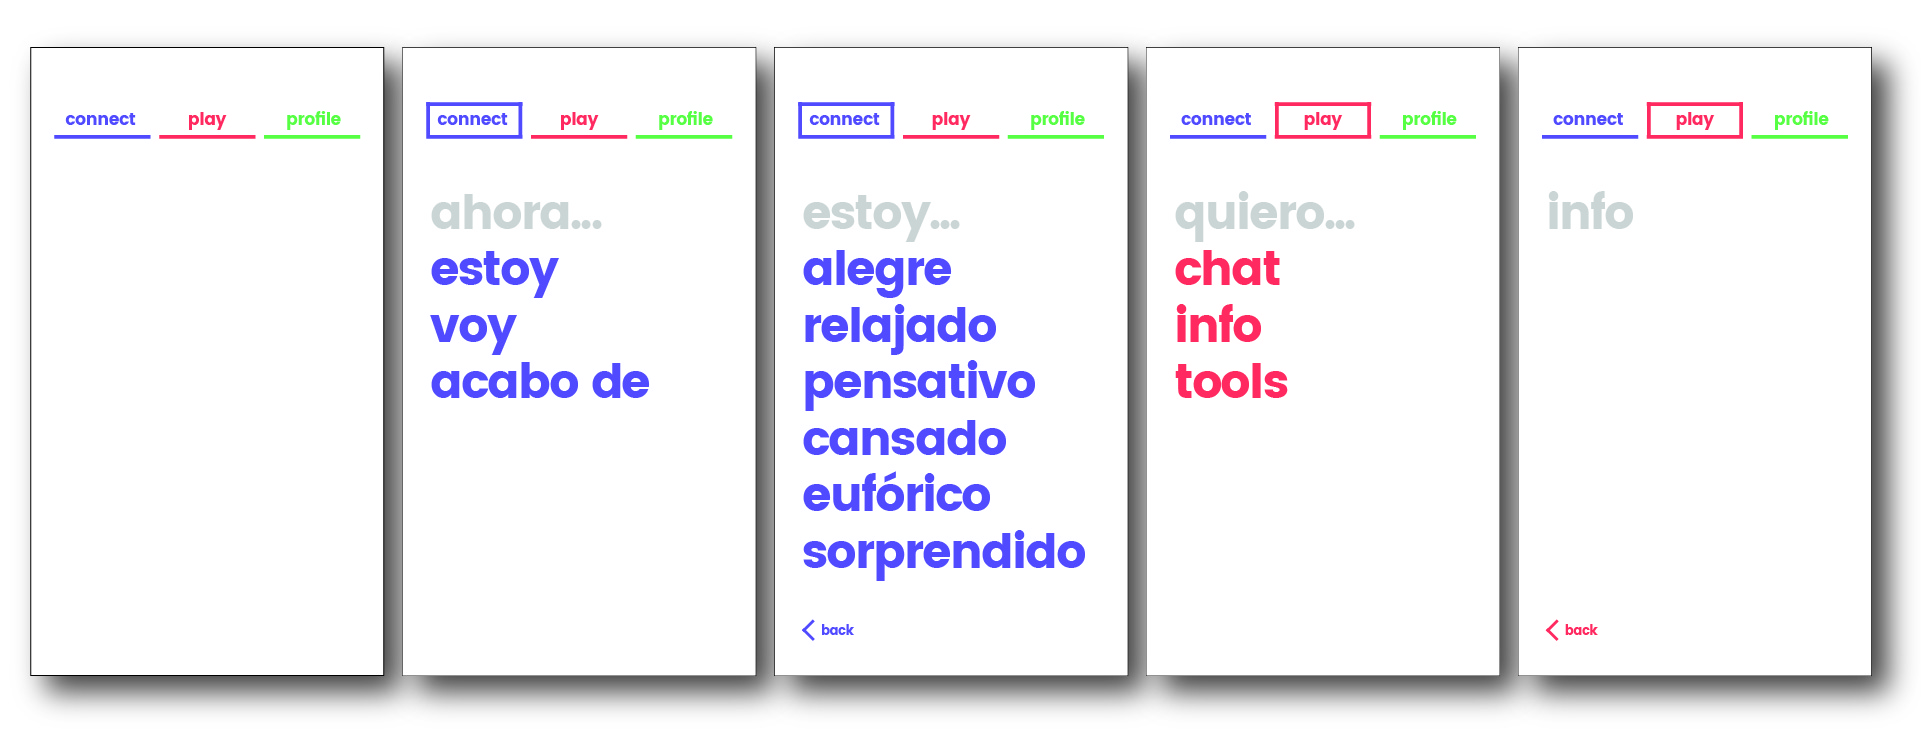 connect play profile
connect play profile
ahora...
estoy
voy
acabo de
connect play profile
estoy...
alegre
relajado
pensativo
cansado
eufórico
sorprendido
back
connect play profile
quiero...
chat
info
tools
connect play profile
info
back